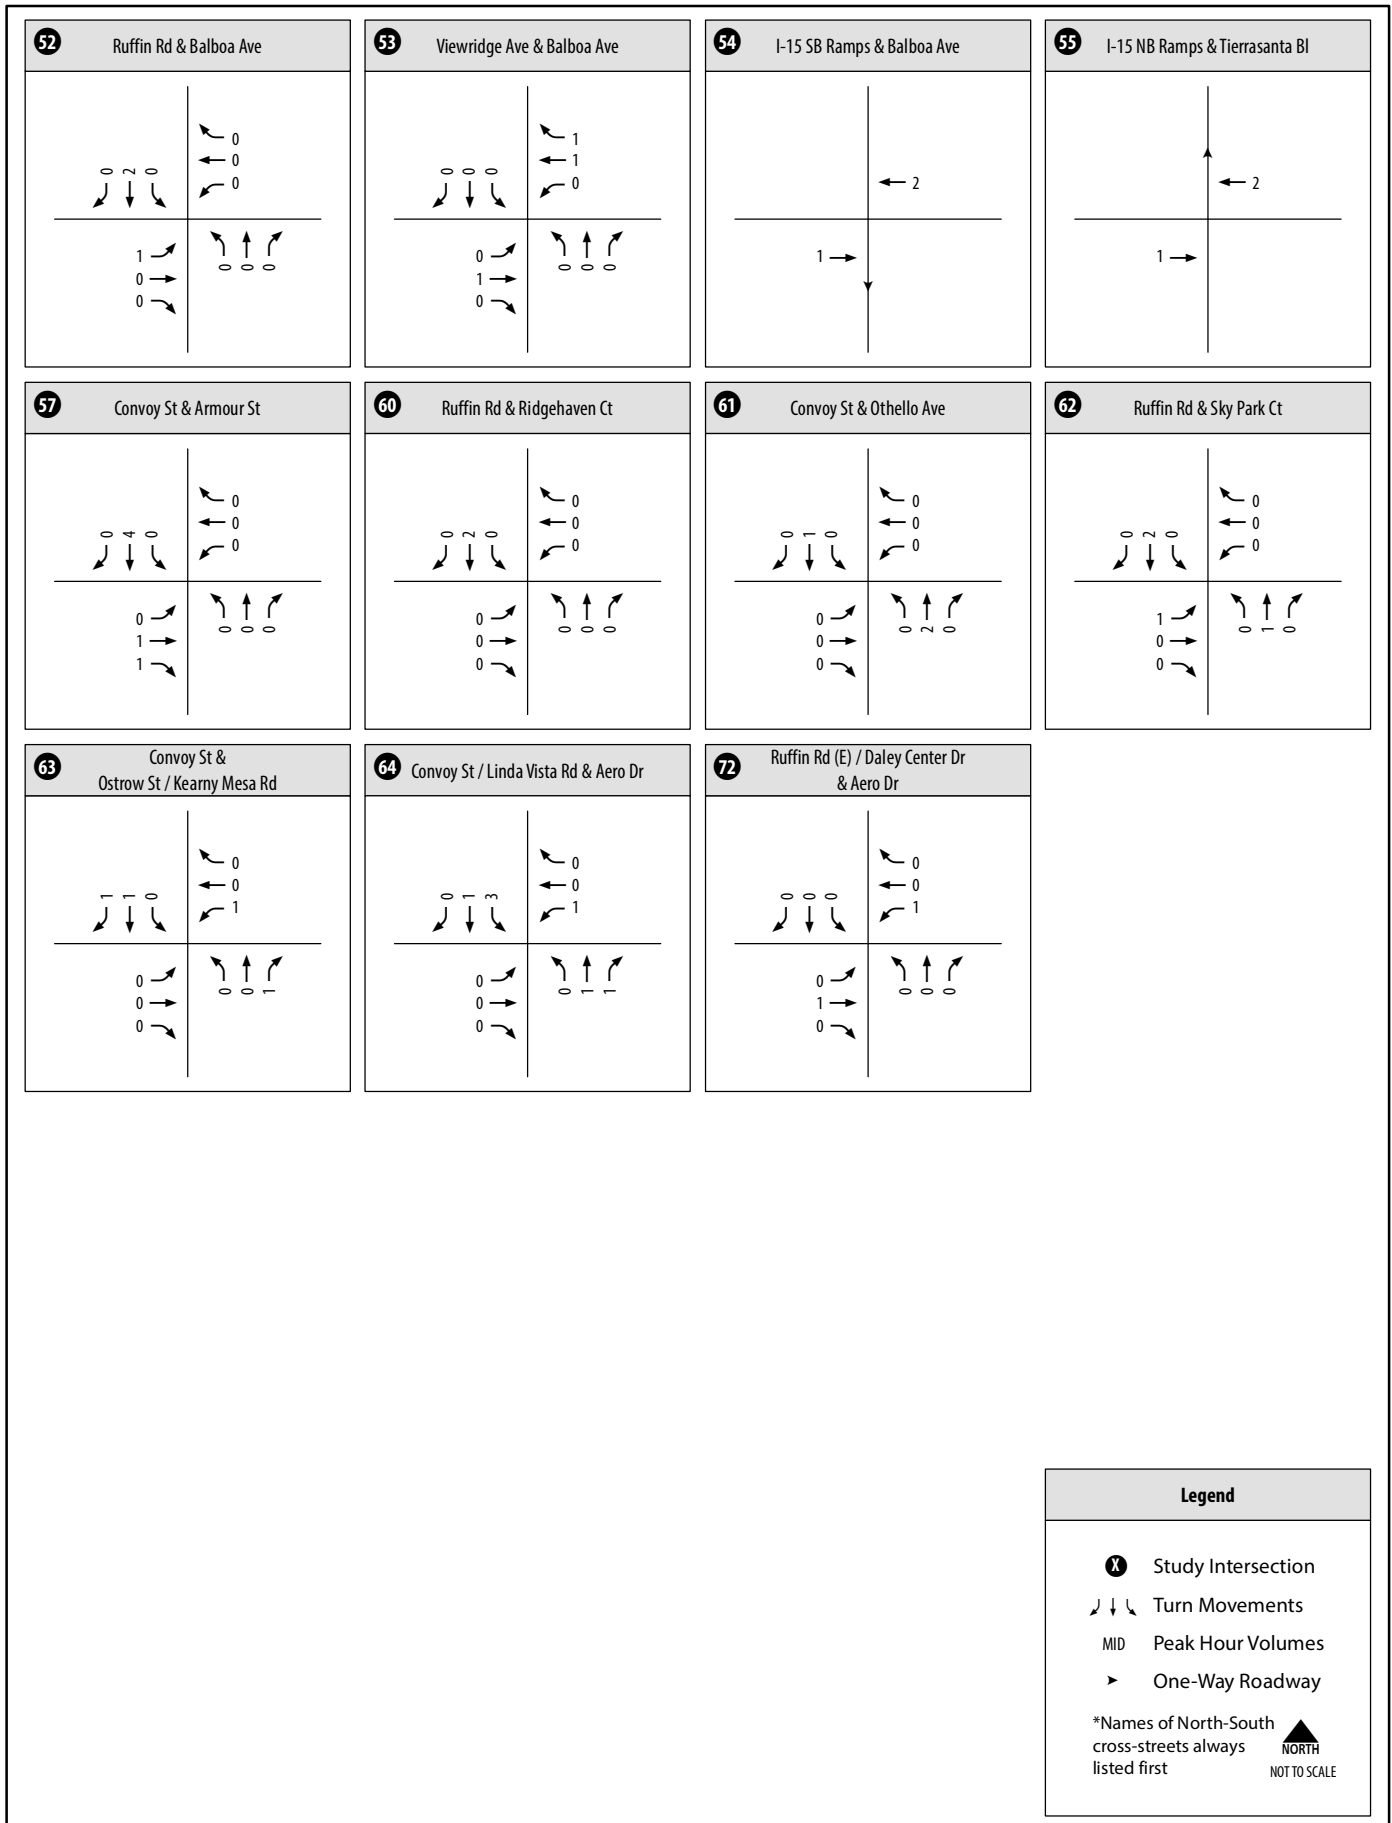 52 Ruffin Rd & Balboa Ave
0 2 0
0
0
0
1
0
0
0 0 0
53 Viewridge Ave & Balboa Ave
0 0 0
1
1
0
0
1
0
0 0 0
54 I-15 SB Ramps & Balboa Ave
2
1
55 I-15 NB Ramps & Tierrasanta Bl
2
1
57 Convoy St & Armour St
0 4 0
0
0
0
0
1
1
0 0 0
60 Ruffin Rd & Ridgehaven Ct
0 2 0
0
0
0
0
0
0
0 0 0
61 Convoy St & Othello Ave
0 1 0
0
0
0
0
0
0
0 2 0
62 Ruffin Rd & Sky Park Ct
0 2 0
0
0
0
1
0
0
0 1 0
63 Convoy St &
Ostrow St / Kearny Mesa Rd
1 1 0
0
0
1
0
0
0
0 0 1
64 Convoy St / Linda Vista Rd & Aero Dr
0 1 3
0
0
1
0
0
0
0 1 1
72 Ruffin Rd (E) / Daley Center Dr
& Aero Dr
0 0 0
0
0
1
0
1
0
0 0 0
Legend
X Study Intersection
Turn Movements
MID Peak Hour Volumes
One-Way Roadway
*Names of North-South
cross-streets always
listed first
NORTH
NOT TO SCALE